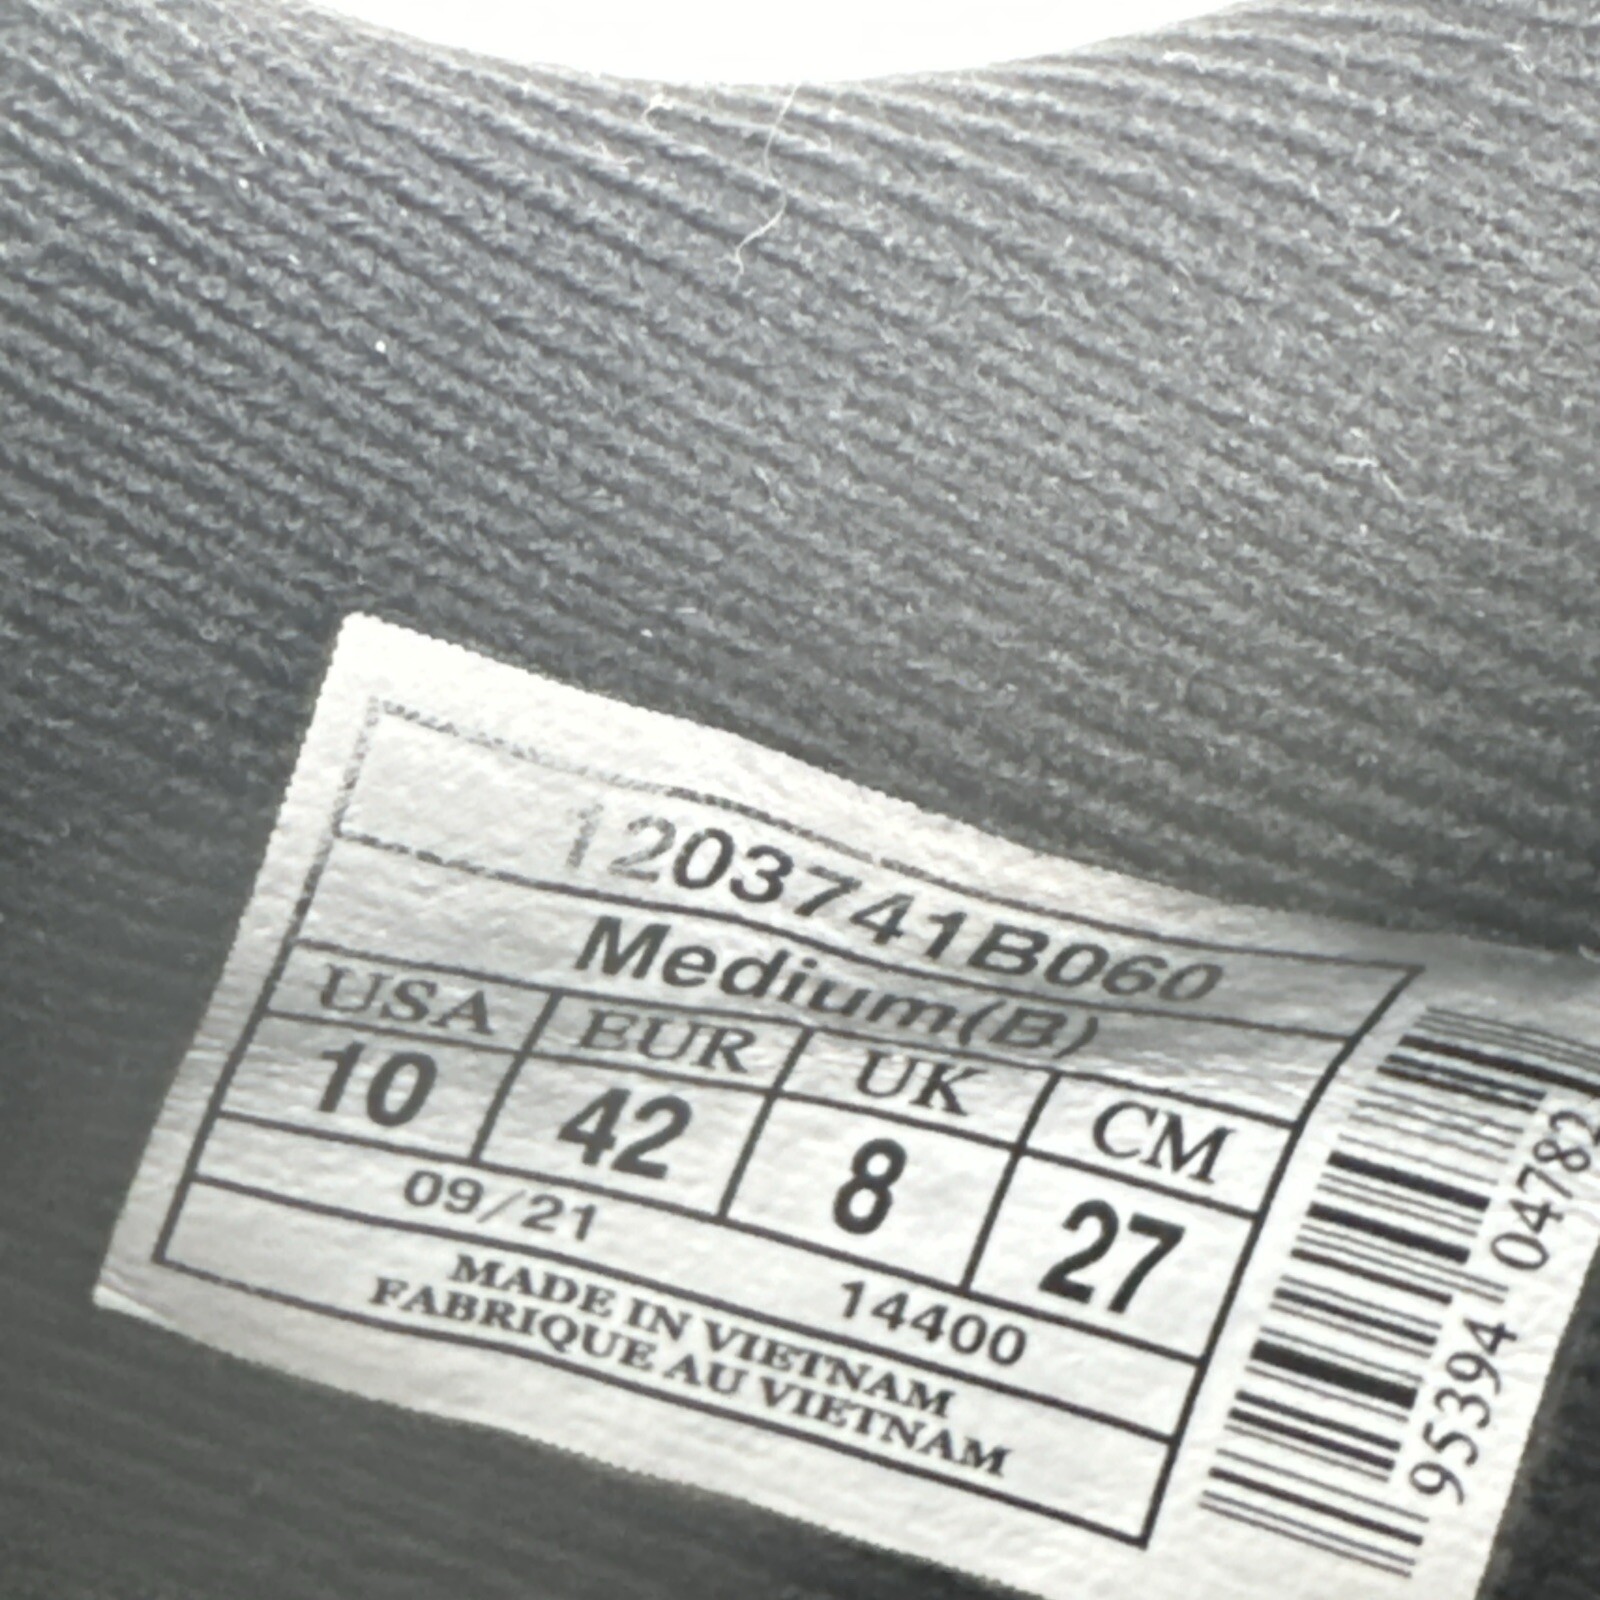 1203741B060
Medium(B)
USA EUR UK CM
10 42 8 27
09/21 14400
MADE IN VIETNAM
FABRIQUE AU VIETNAM
95394 04782